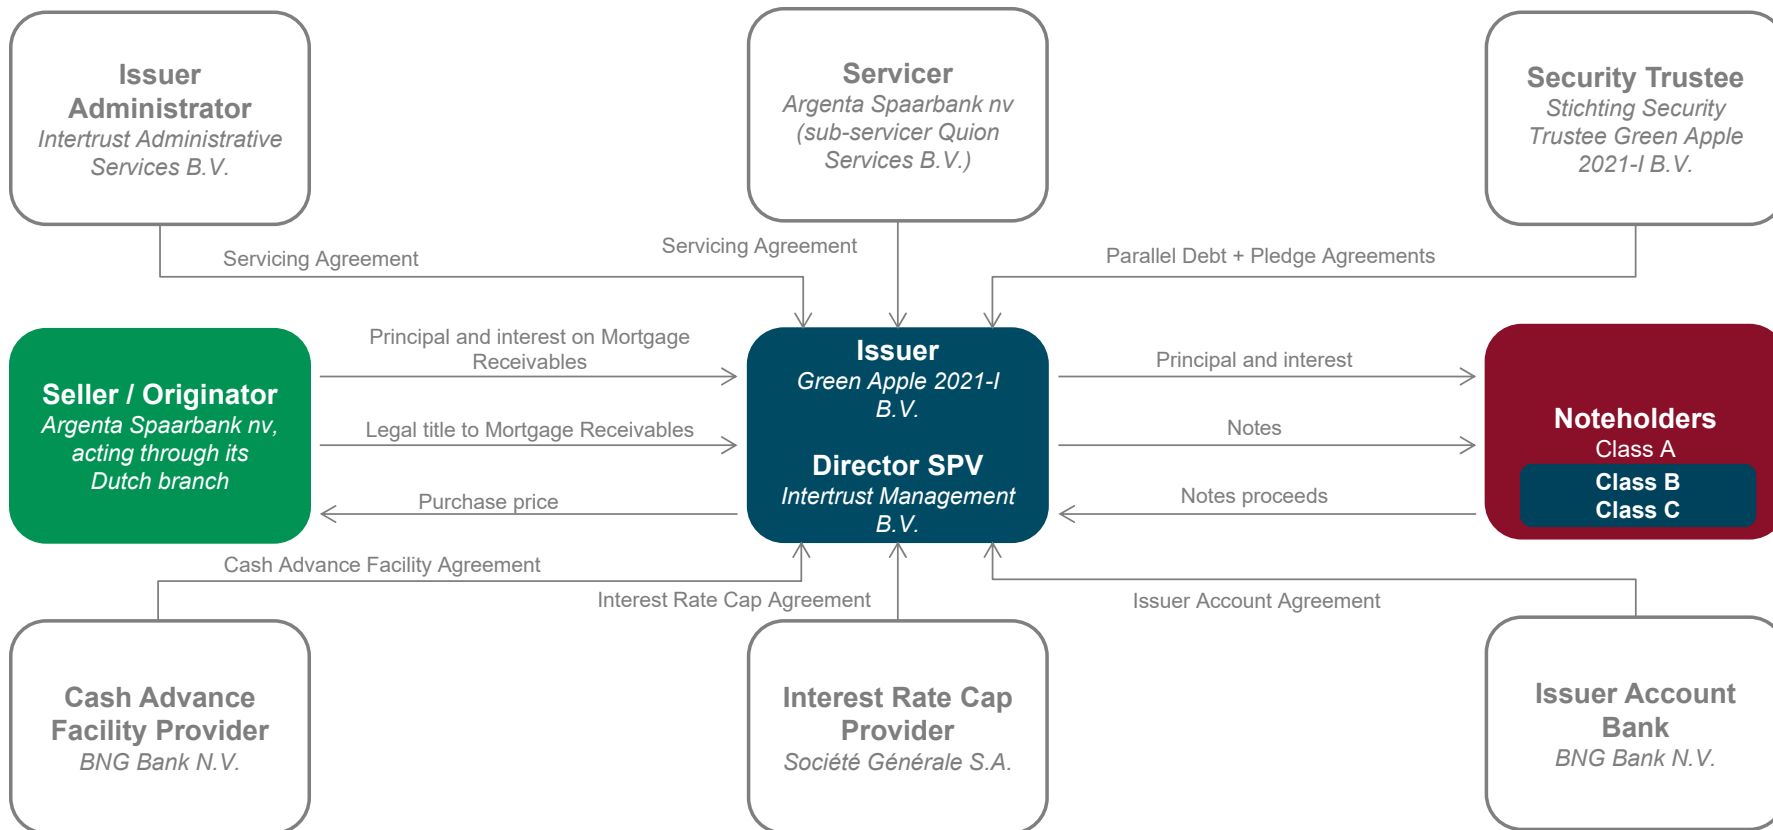 Issuer
Administrator
Intertrust Administrative
Services B.V.
Servicer
Argenta Spaarbank nv
(sub-servicer Quion
Services B.V.)
Security Trustee
Stichting Security
Trustee Green Apple
2021-I B.V.
Servicing Agreement
Servicing Agreement
Parallel Debt + Pledge Agreements
Seller / Originator
Argenta Spaarbank nv,
acting through its
Dutch branch
Principal and interest on Mortgage
Receivables
Legal title to Mortgage Receivables
Purchase price
Issuer
Green Apple 2021-I
B.V.
Director SPV
Intertrust Management
B.V.
Principal and interest
Notes
Notes proceeds
Noteholders
Class A
Class B
Class C
Cash Advance Facility Agreement
Interest Rate Cap Agreement
Issuer Account Agreement
Cash Advance
Facility Provider
BNG Bank N.V.
Interest Rate Cap
Provider
Société Générale S.A.
Issuer Account
Bank
BNG Bank N.V.